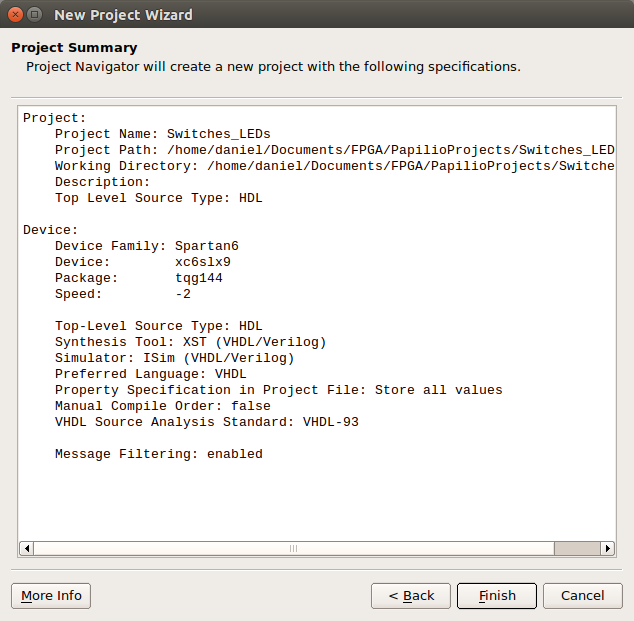 New Project Wizard
Project Summary
Project Navigator will create a new project with the following specifications.
Project:
Project Name: Switches_LEDs
Project Path: /home/daniel/Documents/FPGA/PapilioProjects/Switches_LED
Working Directory: /home/daniel/Documents/FPGA/PapilioProjects/Switche
Description:
Top Level Source Type: HDL
Device:
Device Family: Spartan6
Device: xc6slx9
Package: tqg144
Speed: -2
Top-Level Source Type: HDL
Synthesis Tool: XST (VHDL/Verilog)
Simulator: ISim (VHDL/Verilog)
Preferred Language: VHDL
Property Specification in Project File: Store all values
Manual Compile Order: false
VHDL Source Analysis Standard: VHDL-93
Message Filtering: enabled
More Info < Back Finish Cancel